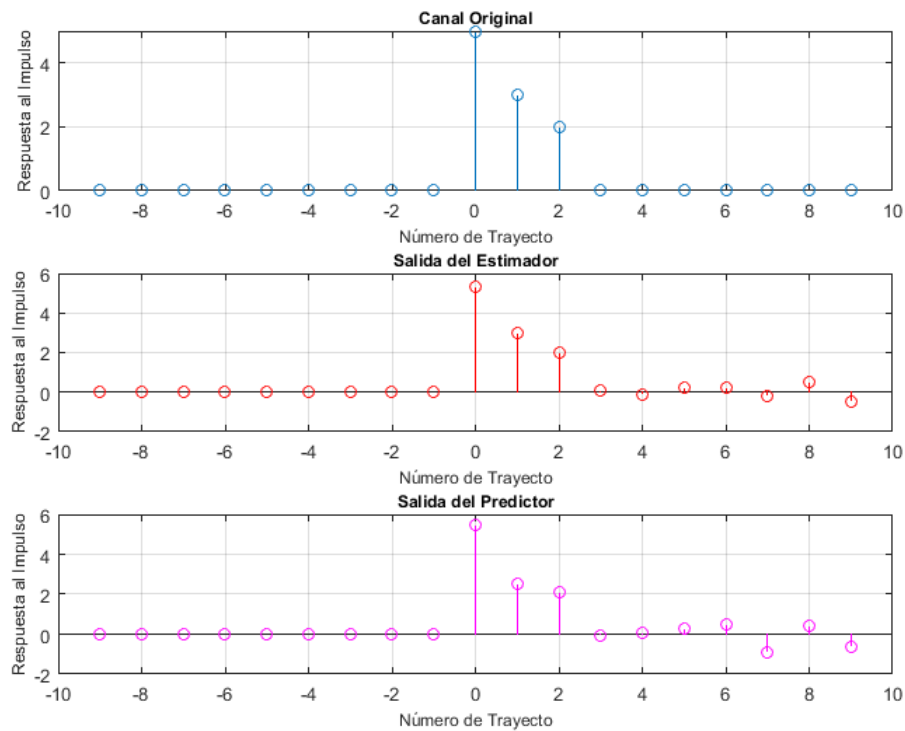 Canal Original
Respuesta al Impulso
4
2
0
-10 -8 -6 -4 -2 0 2 4 6 8 10
Número de Trayecto
Salida del Estimador
Respuesta al Impulso
6
4
2
0
-2
-10 -8 -6 -4 -2 0 2 4 6 8 10
Número de Trayecto
Salida del Predictor
Respuesta al Impulso
6
4
2
0
-2
-10 -8 -6 -4 -2 0 2 4 6 8 10
Número de Trayecto